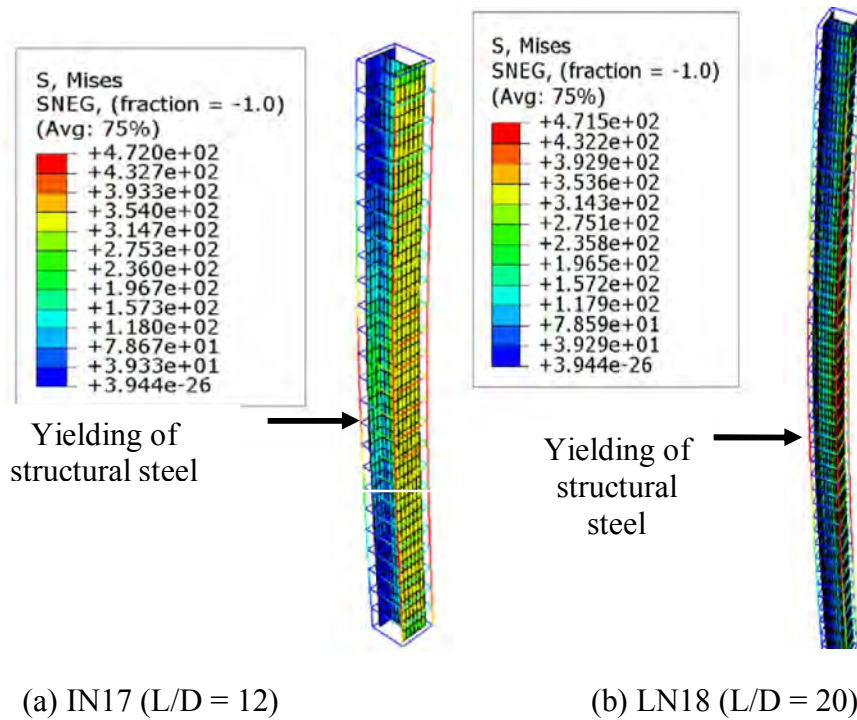 S, Mises
SNEG, (fraction = -1.0)
(Avg: 75%)
+4.720e+02
+4.327e+02
+3.933e+02
+3.540e+02
+3.147e+02
+2.753e+02
+2.360e+02
+1.967e+02
+1.573e+02
+1.180e+02
+7.867e+01
+3.933e+01
+3.944e-26
Yielding of
structural steel
(a) IN17 (L/D = 12)
S, Mises
SNEG, (fraction = -1.0)
(Avg: 75%)
+4.715e+02
+4.322e+02
+3.929e+02
+3.536e+02
+3.143e+02
+2.751e+02
+2.358e+02
+1.965e+02
+1.572e+02
+1.179e+02
+7.859e+01
+3.929e+01
+3.944e-26
Yielding of
structural
steel
(b) LN18 (L/D = 20)